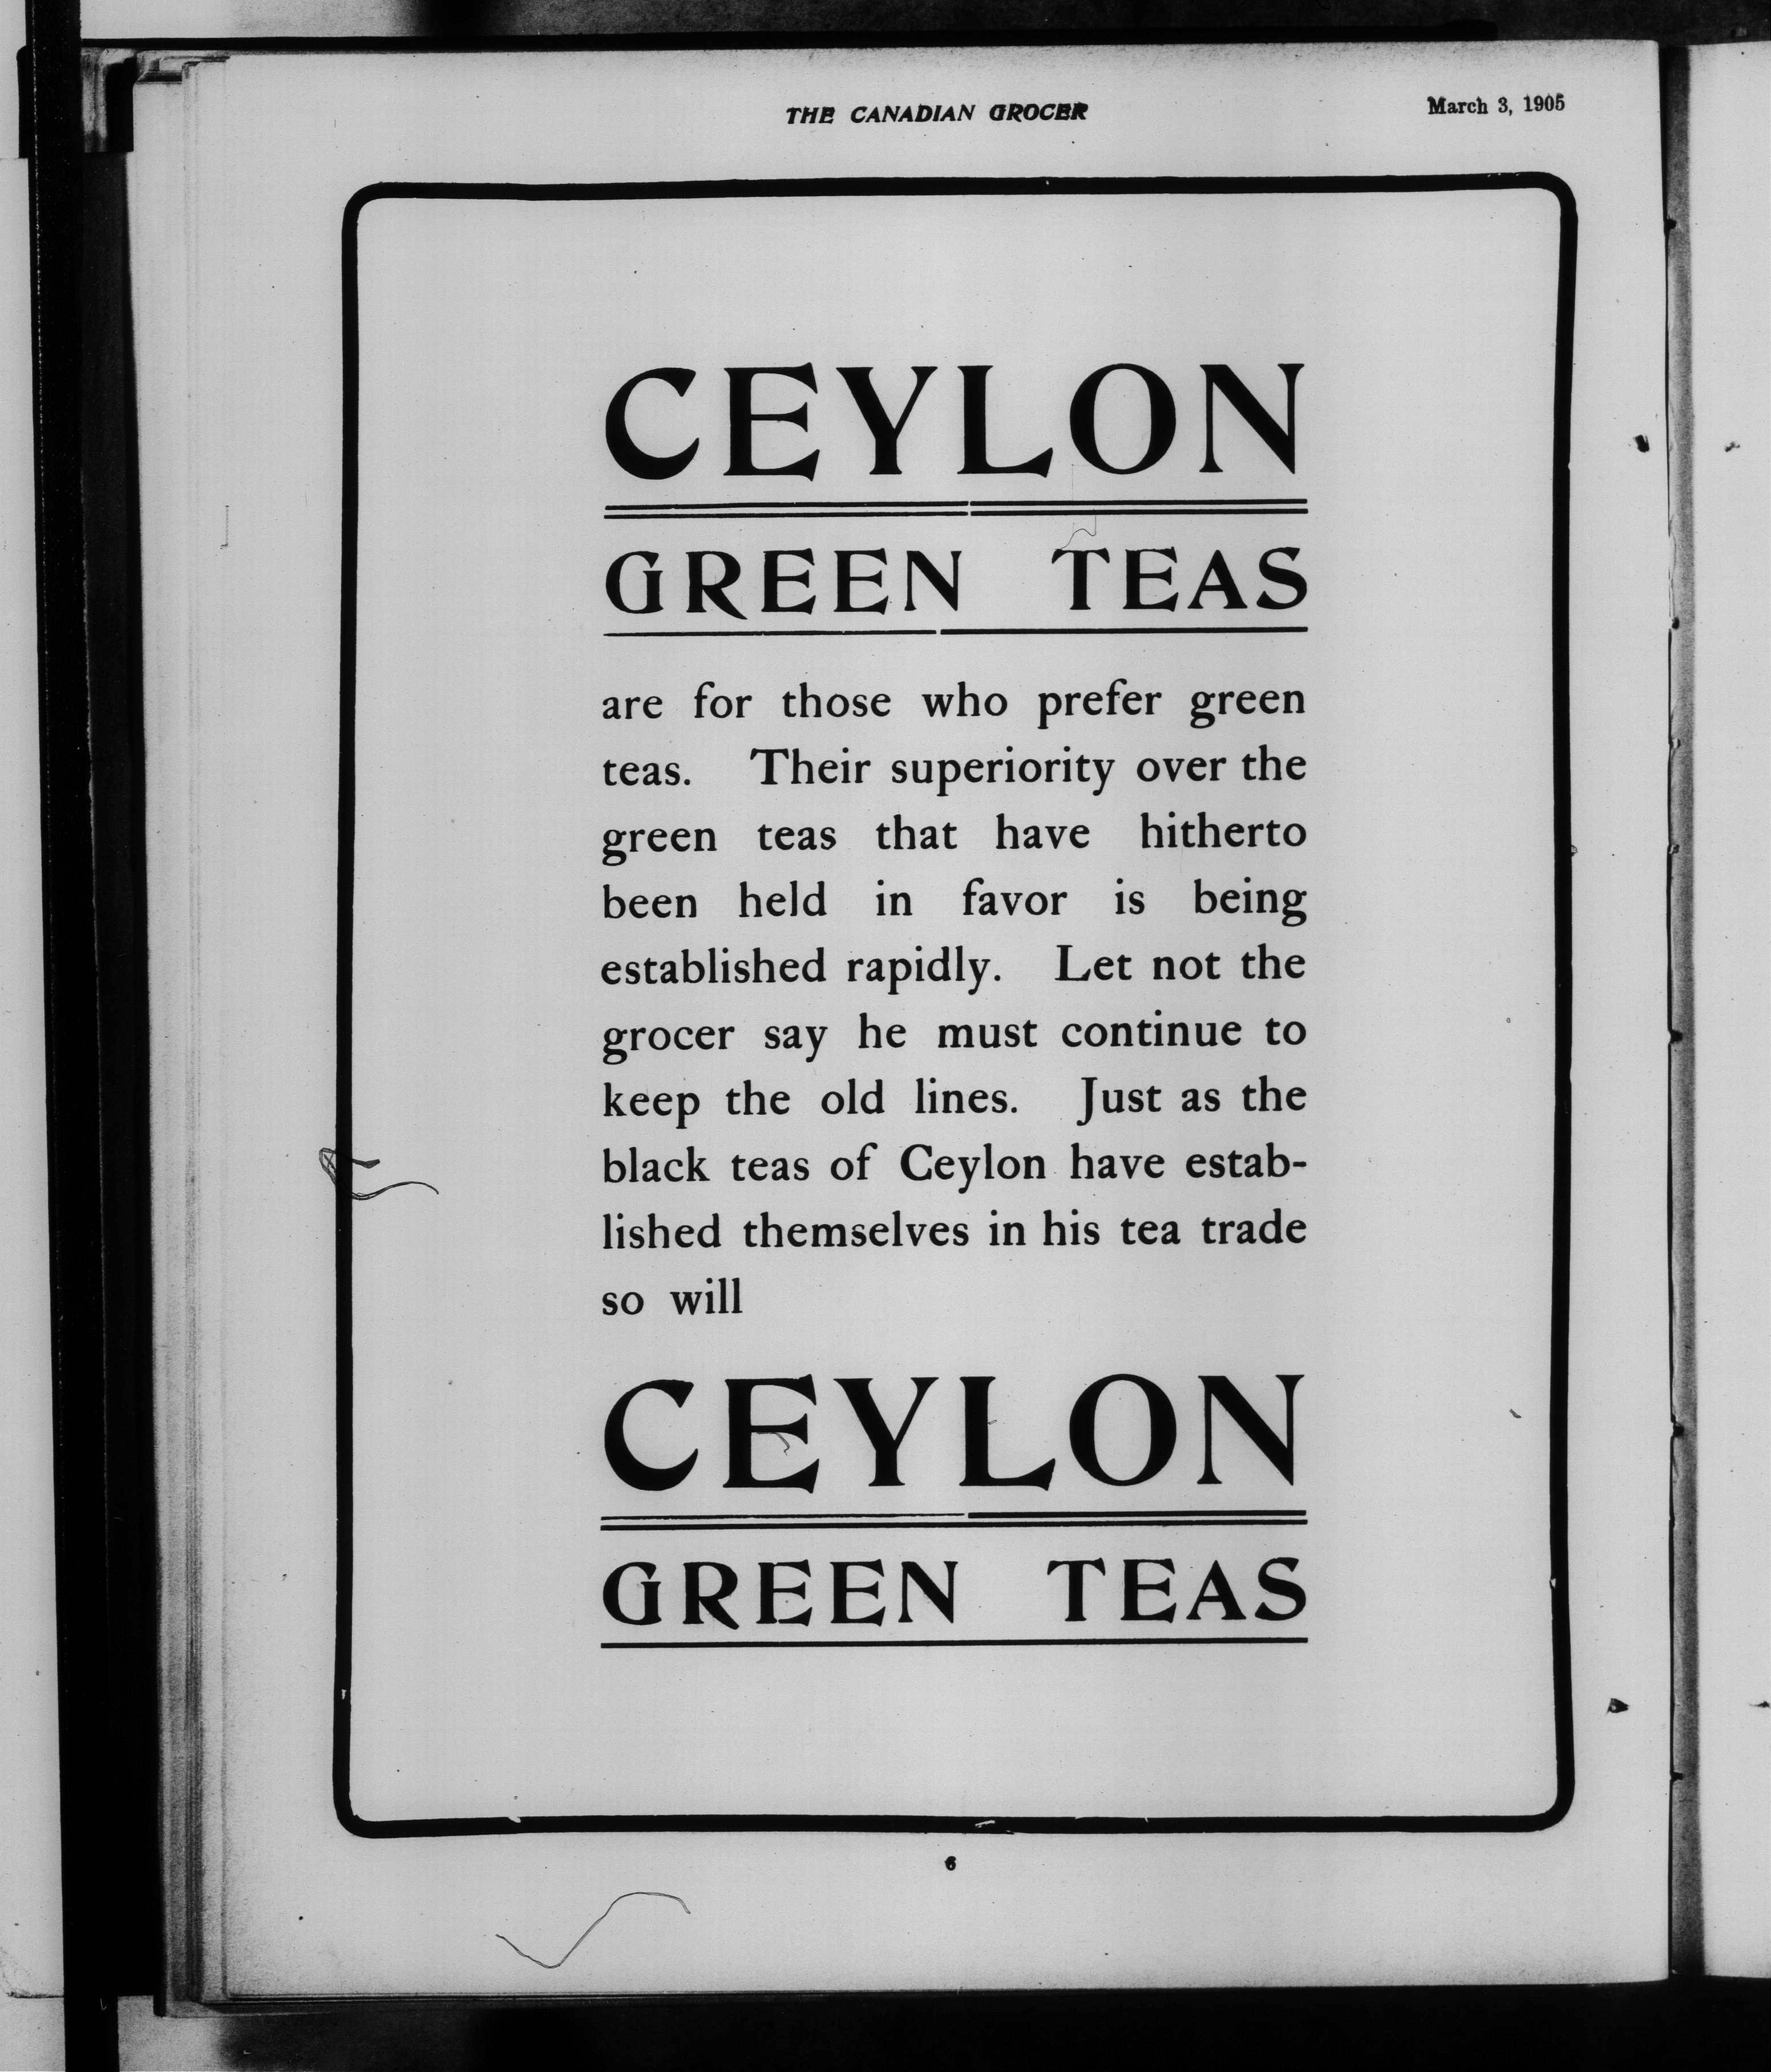 THE CANADIAN GROCER
March 3, 1905
CEYLON
GREEN TEAS
are for those who prefer green
teas. Their superiority over the
green teas that have hitherto
been held in favor is being
established rapidly. Let not the
grocer say he must continue to
keep the old lines. Just as the
black teas of Ceylon have estab-
lished themselves in his tea trade
so will
CEYLON
GREEN TEAS
6